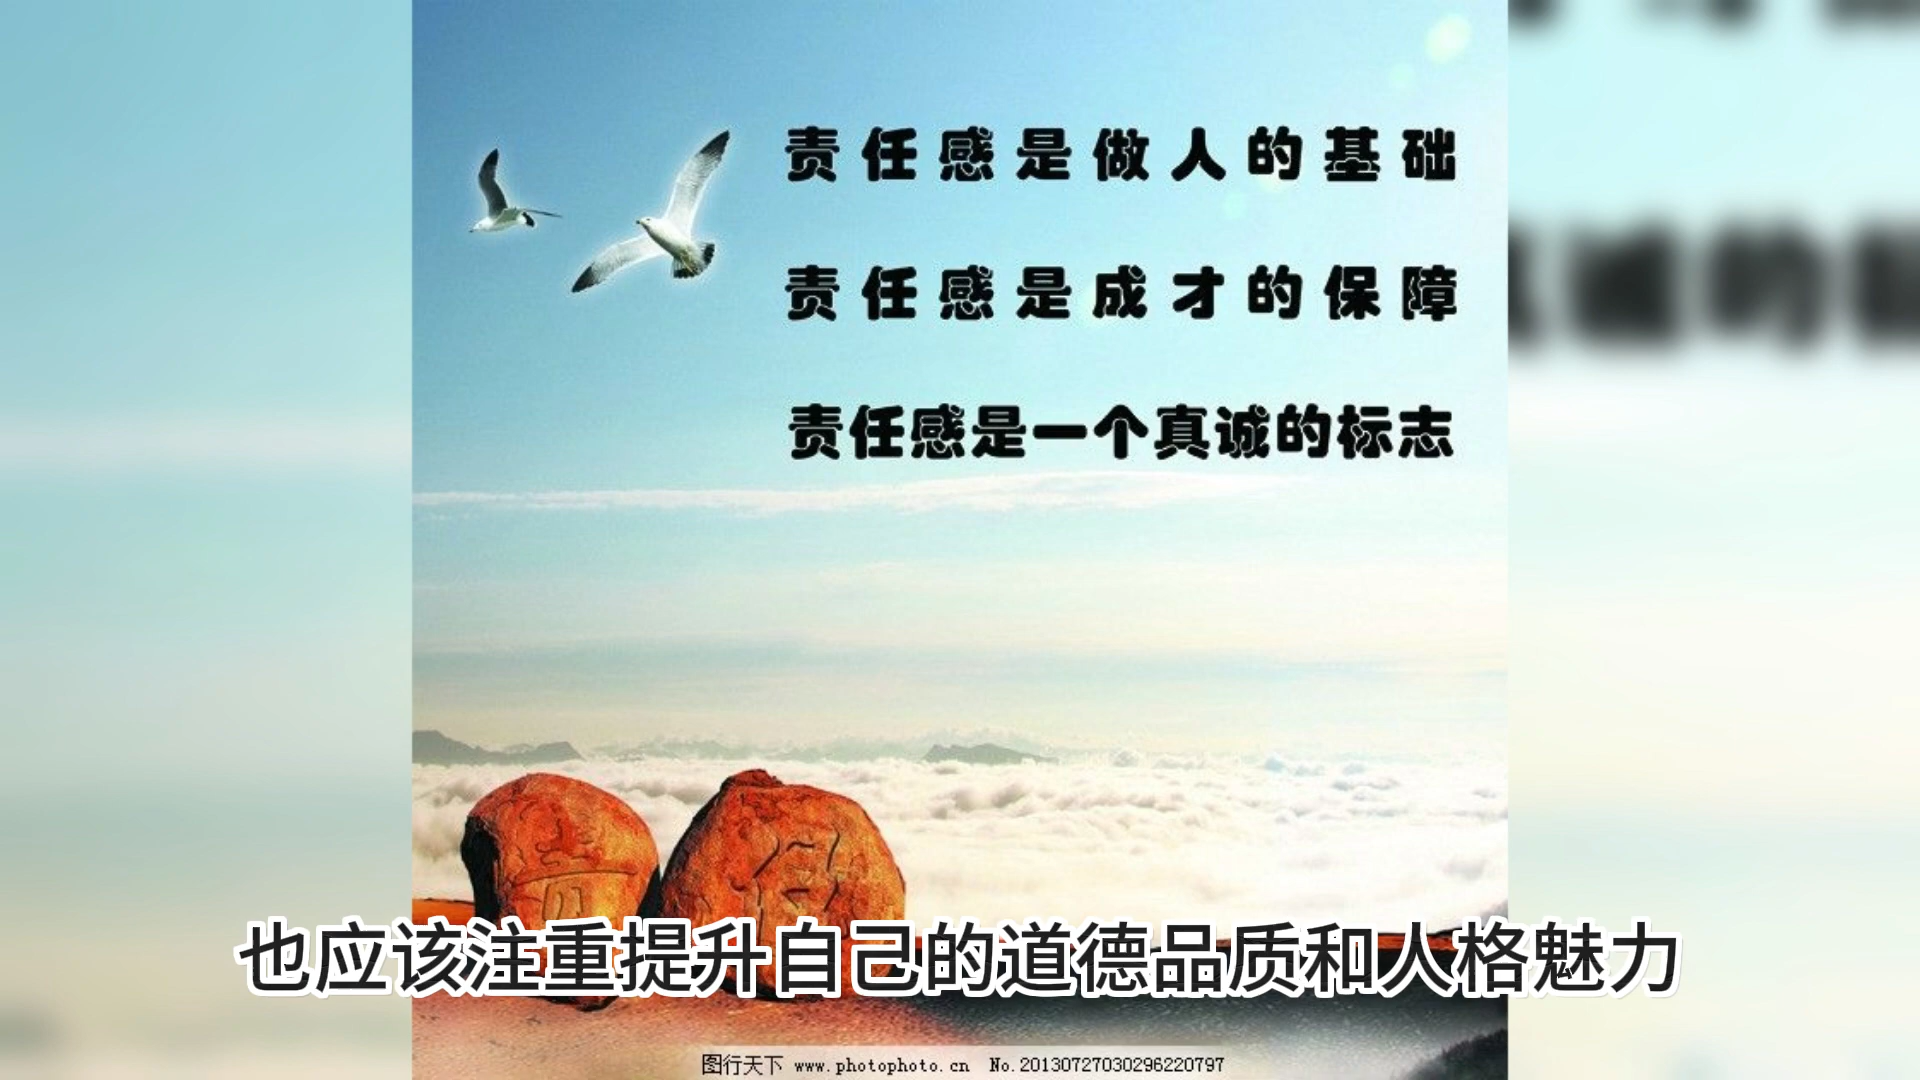 责任感是做人的基础
责任感是成才的保障
责任感是一个真诚的标志
责任
也应该注重提升自己的道德品质和人格魅力
图行天下 www.photophoto.cn No.20130727030296220797